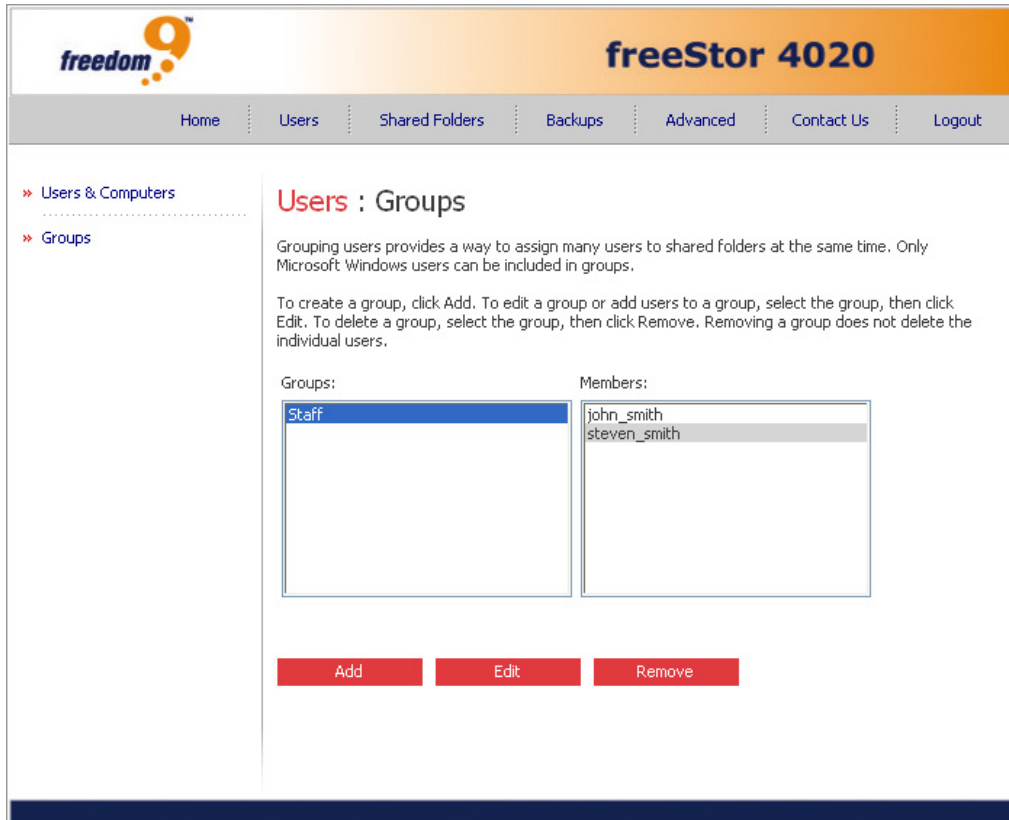 freedom9™
freeStor 4020
Home Users Shared Folders Backups Advanced Contact Us Logout
» Users & Computers
» Groups
Users : Groups
Grouping users provides a way to assign many users to shared folders at the same time. Only
Microsoft Windows users can be included in groups.
To create a group, click Add. To edit a group or add users to a group, select the group, then click
Edit. To delete a group, select the group, then click Remove. Removing a group does not delete the
individual users.
Groups: Members:
Staff
john_smith
steven_smith
Add Edit Remove